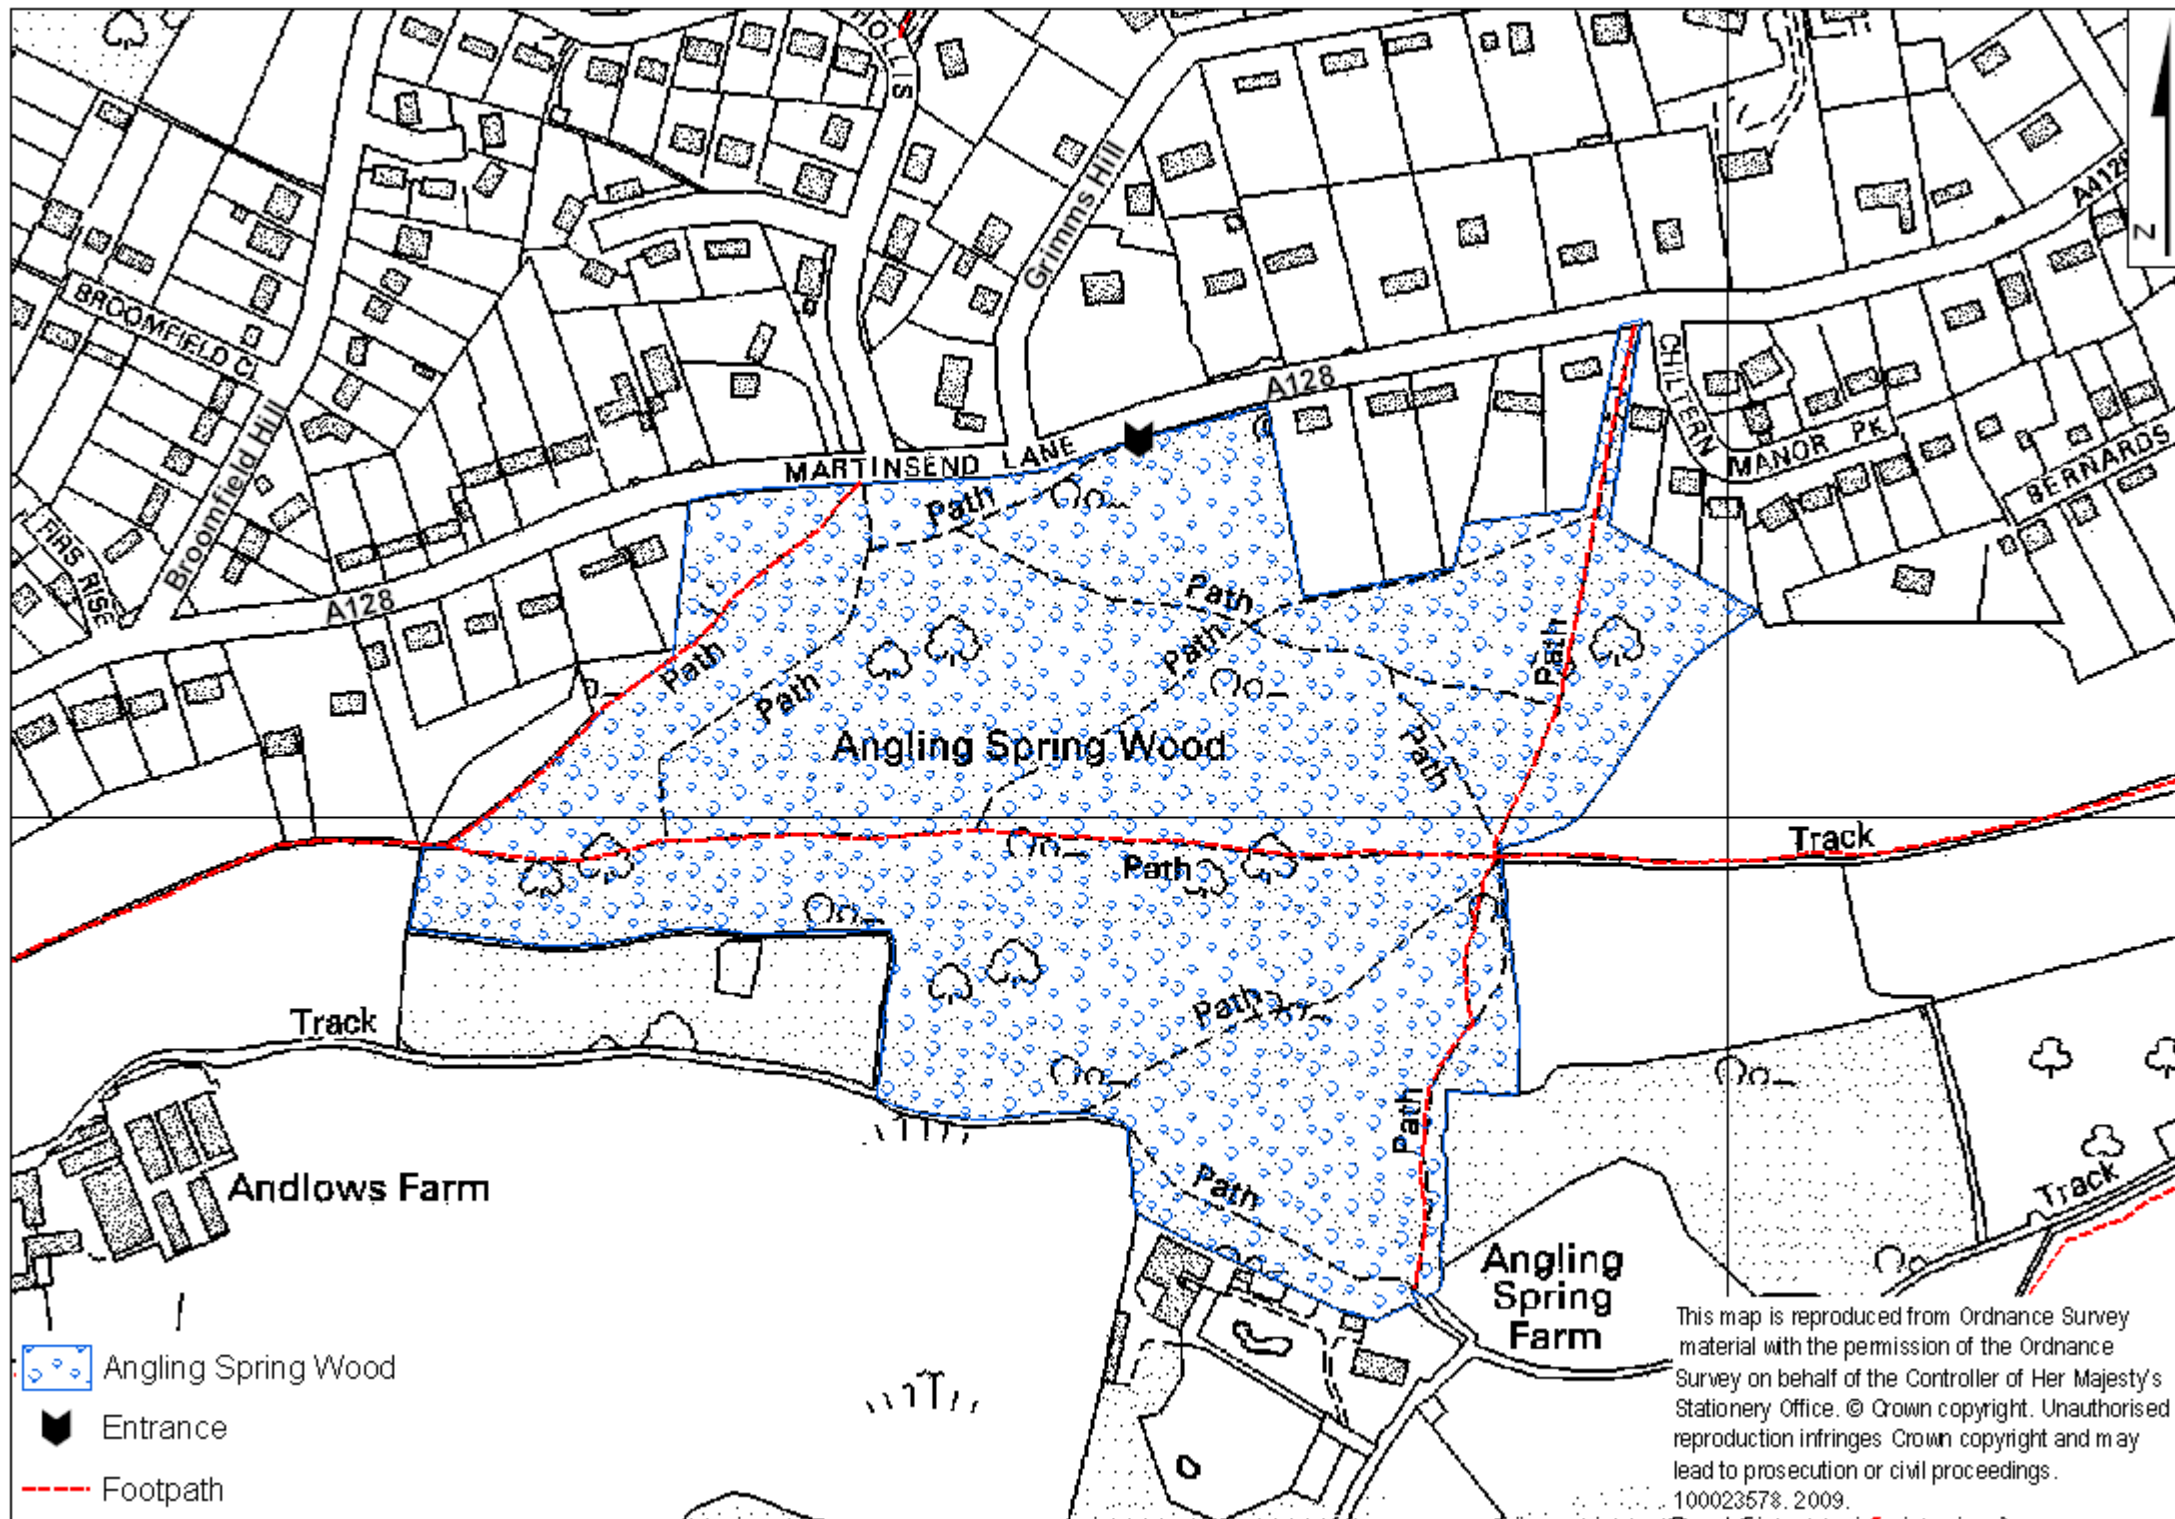 HOLLIS
Grimms Hill
A4128
N
BROOMFIELD CL
CHILTERN
MANOR PK
BERNARDS
A128
MARTINSEND LANE
Broomfield Hill
FIRS RISE
A128
Path
Path
Path
Path
Path
Path
Path
Angling Spring Wood
Track
Path
Path
Track
Path
Path
Track
Andlows Farm
Angling
Spring
Farm
Angling Spring Wood
Entrance
Footpath
This map is reproduced from Ordnance Survey
material with the permission of the Ordnance
Survey on behalf of the Controller of Her Majesty's
Stationery Office. © Crown copyright. Unauthorised
reproduction infringes Crown copyright and may
lead to prosecution or civil proceedings.
100023578. 2009.